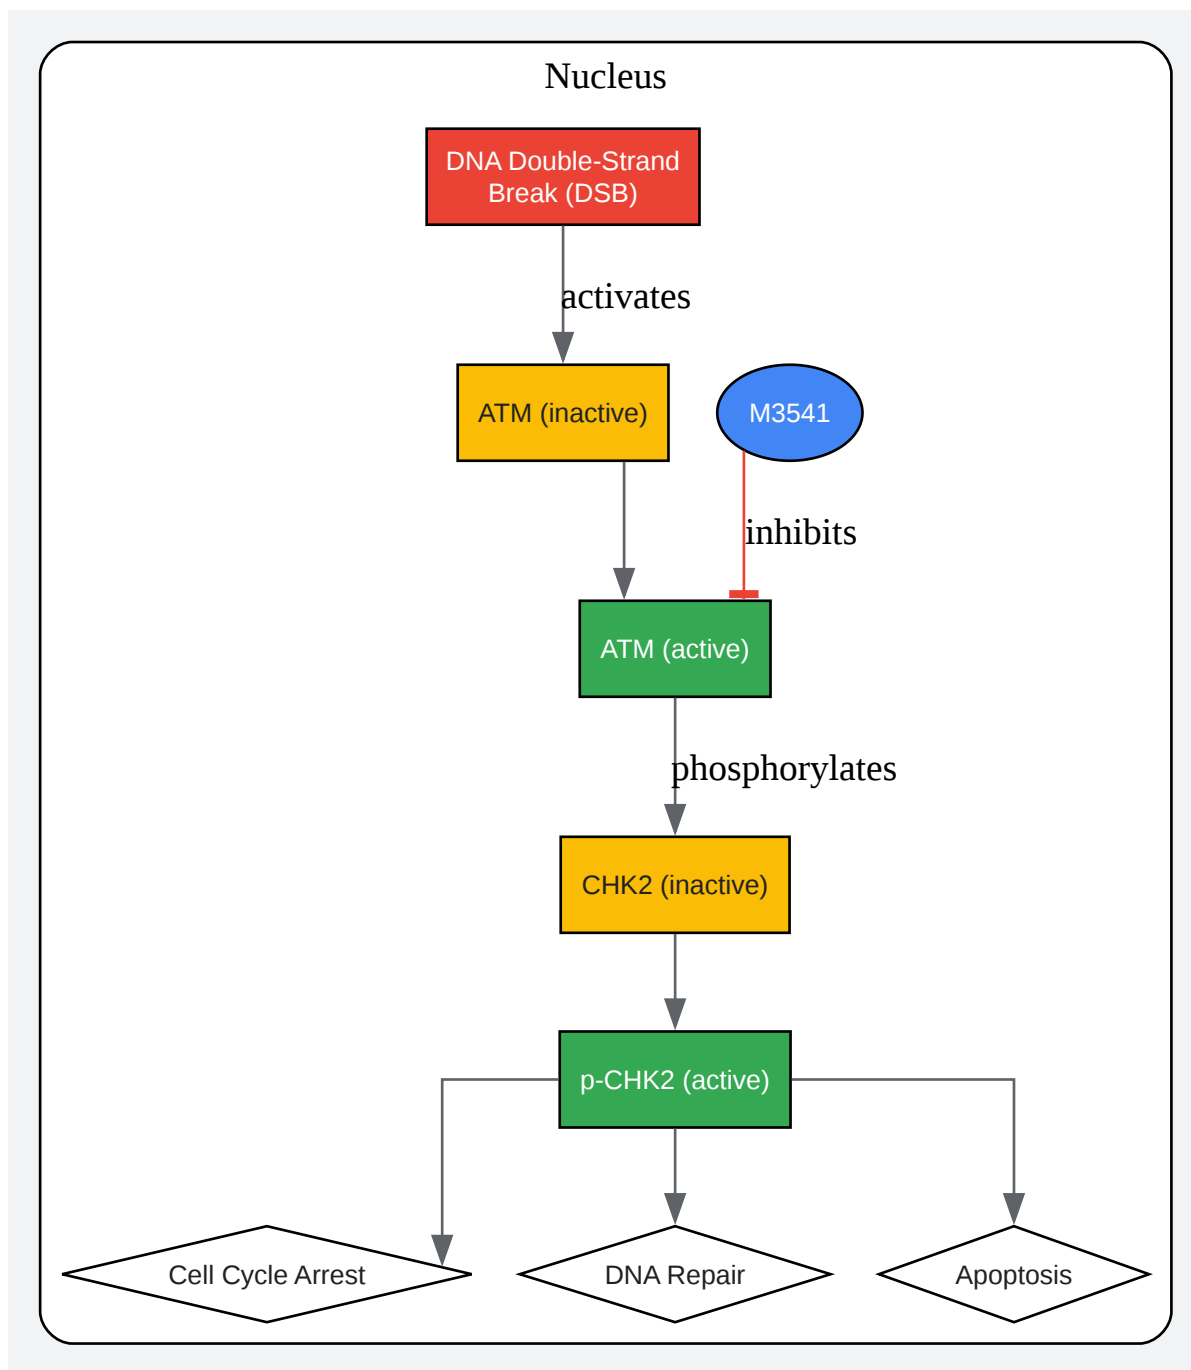 Nucleus
DNA Double-Strand
Break (DSB)
activates
ATM (inactive)
M3541
inhibits
ATM (active)
phosphorylates
CHK2 (inactive)
p-CHK2 (active)
Cell Cycle Arrest
DNA Repair
Apoptosis